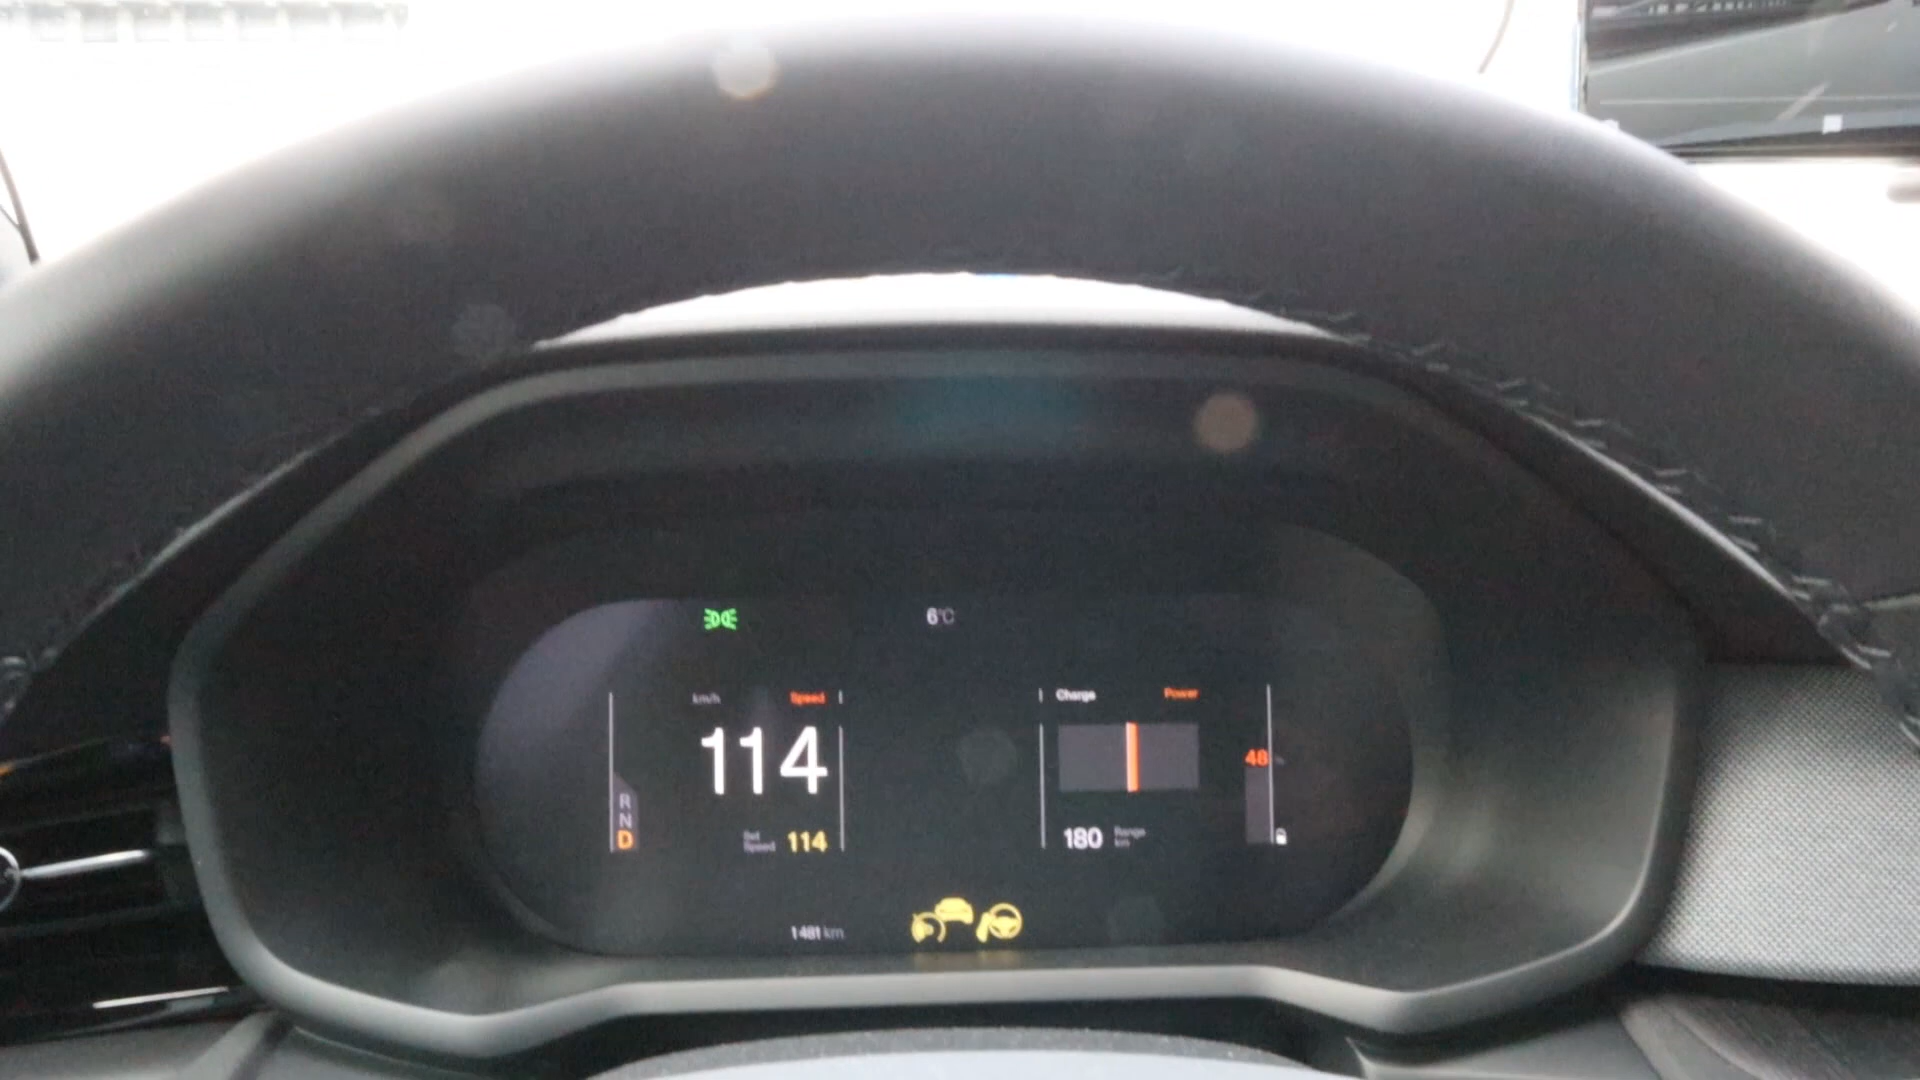 6°C
km/h Speed
114
R
N
D
Set
Speed 114
Charge Power
48
180 Range
km
1481 km